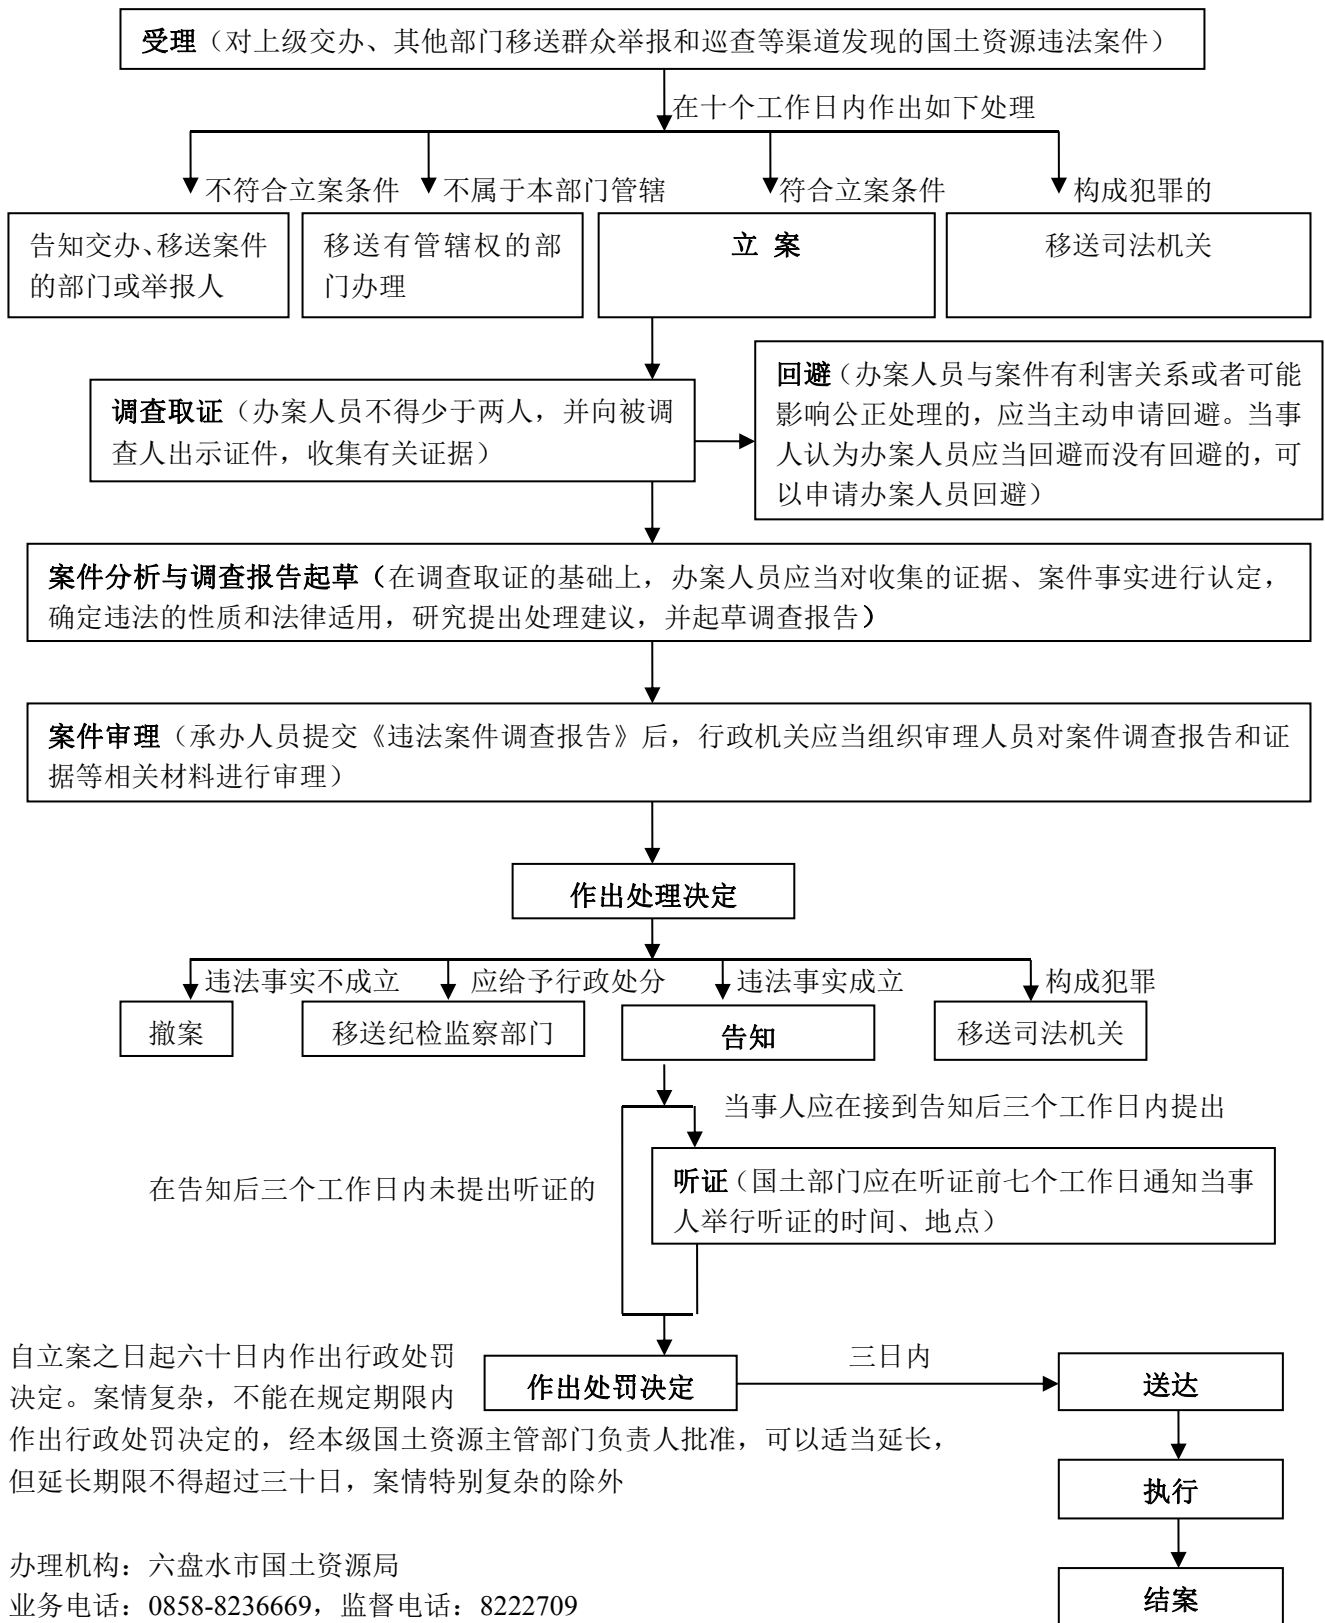 受理（对上级交办、其他部门移送群众举报和巡查等渠道发现的国土资源违法案件）
在十个工作日内作出如下处理
不符合立案条件
不属于本部门管辖
符合立案条件
构成犯罪的
告知交办、移送案件
的部门或举报人
移送有管辖权的部
门办理
立 案
移送司法机关
回避（办案人员与案件有利害关系或者可能
影响公正处理的，应当主动申请回避。当事
人认为办案人员应当回避而没有回避的，可
以申请办案人员回避）
调查取证（办案人员不得少于两人，并向被调
查人出示证件，收集有关证据）
案件分析与调查报告起草（在调查取证的基础上，办案人员应当对收集的证据、案件事实进行认定，
确定违法的性质和法律适用，研究提出处理建议，并起草调查报告）
案件审理（承办人员提交《违法案件调查报告》后，行政机关应当组织审理人员对案件调查报告和证
据等相关材料进行审理）
作出处理决定
违法事实不成立
应给予行政处分
违法事实成立
构成犯罪
撤案
移送纪检监察部门
告知
移送司法机关
当事人应在接到告知后三个工作日内提出
在告知后三个工作日内未提出听证的
听证（国土部门应在听证前七个工作日通知当事
人举行听证的时间、地点）
自立案之日起六十日内作出行政处罚
决定。案情复杂，不能在规定期限内
作出行政处罚决定的，经本级国土资源主管部门负责人批准，可以适当延长，
但延长期限不得超过三十日，案情特别复杂的除外
作出处罚决定
三日内
送达
执行
结案
办理机构：六盘水市国土资源局
业务电话：0858-8236669，监督电话：8222709